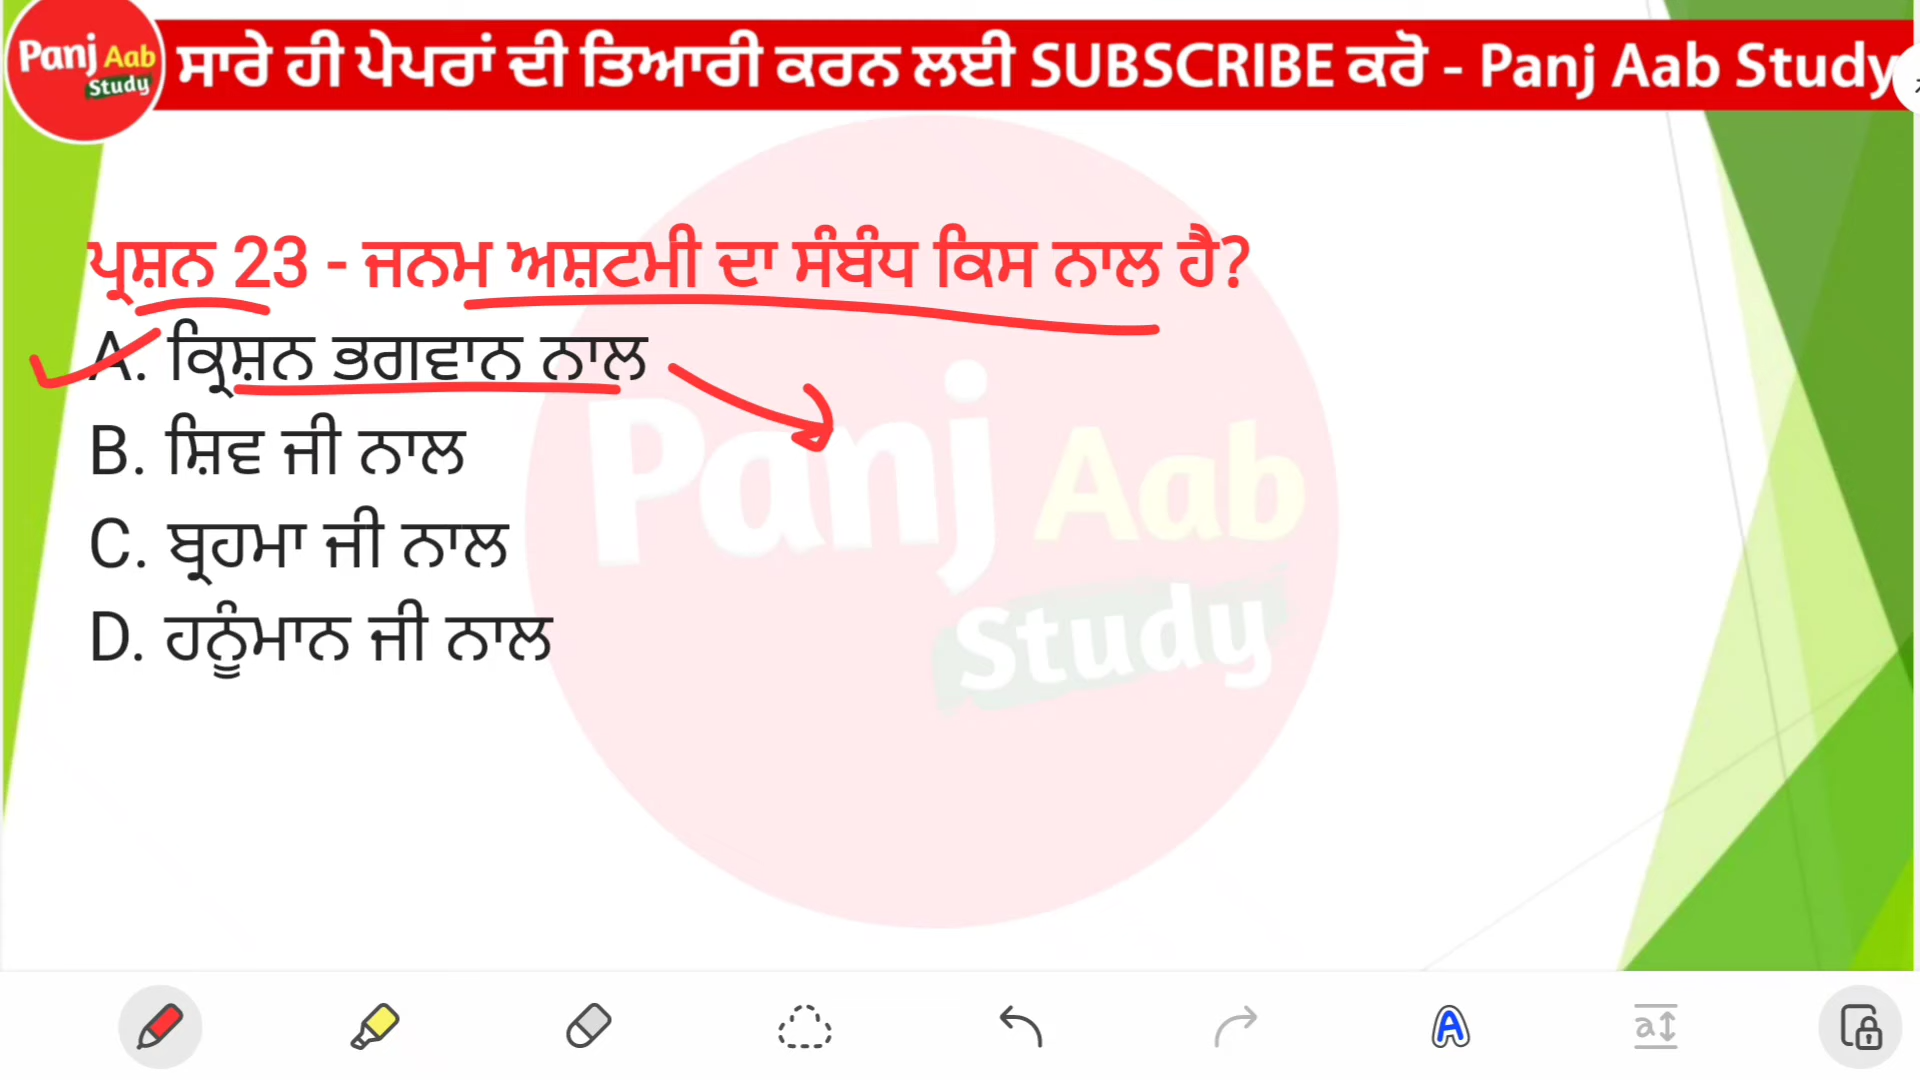 Panj Aab Study
ਸਾਰੇ ਹੀ ਪੇਪਰਾਂ ਦੀ ਤਿਆਰੀ ਕਰਨ ਲਈ SUBSCRIBE ਕਰੋ - Panj Aab Study
ਪ੍ਰਸ਼ਨ 23 - ਜਨਮ ਅਸ਼ਟਮੀ ਦਾ ਸੰਬੰਧ ਕਿਸ ਨਾਲ ਹੈ?
A. ਕ੍ਰਿਸ਼ਨ ਭਗਵਾਨ ਨਾਲ
B. ਸ਼ਿਵ ਜੀ ਨਾਲ
C. ਬ੍ਰਹਮਾ ਜੀ ਨਾਲ
D. ਹਨੂੰਮਾਨ ਜੀ ਨਾਲ
Panj Aab
Study